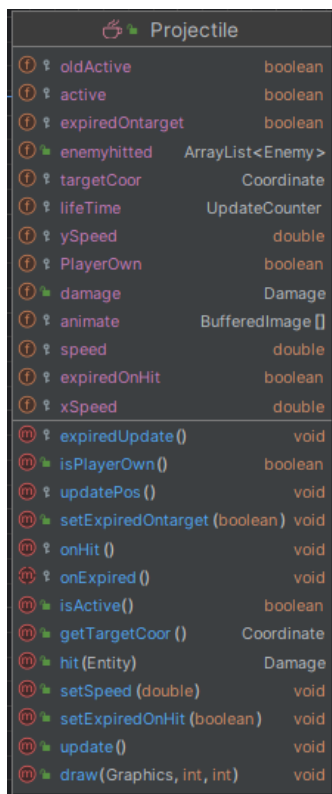 Projectile
oldActive boolean
active boolean
expiredOntarget boolean
enemyhitted ArrayList<Enemy>
targetCoor Coordinate
lifeTime UpdateCounter
ySpeed double
PlayerOwn boolean
damage Damage
animate BufferedImage[]
speed double
expiredOnHit boolean
xSpeed double
expiredUpdate() void
isPlayerOwn() boolean
updatePos() void
setExpiredOntarget(boolean) void
onHit() void
onExpired() void
isActive() boolean
getTargetCoor() Coordinate
hit(Entity) Damage
setSpeed(double) void
setExpiredOnHit(boolean) void
update() void
draw(Graphics, int, int) void